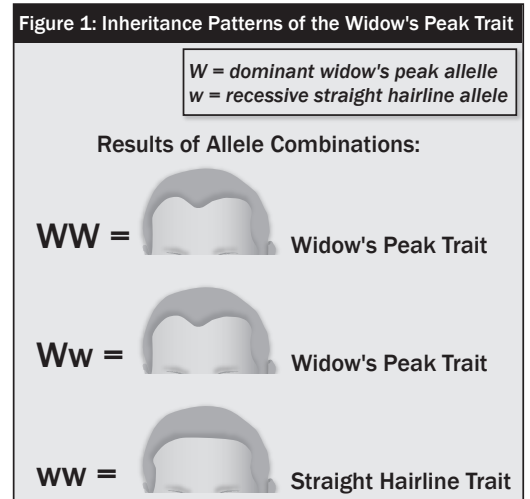 Figure 1: Inheritance Patterns of the Widow's Peak Trait
W = dominant widow's peak allelle
w = recessive straight hairline allele
Results of Allele Combinations:
WW =
Widow's Peak Trait
Ww =
Widow's Peak Trait
ww =
Straight Hairline Trait